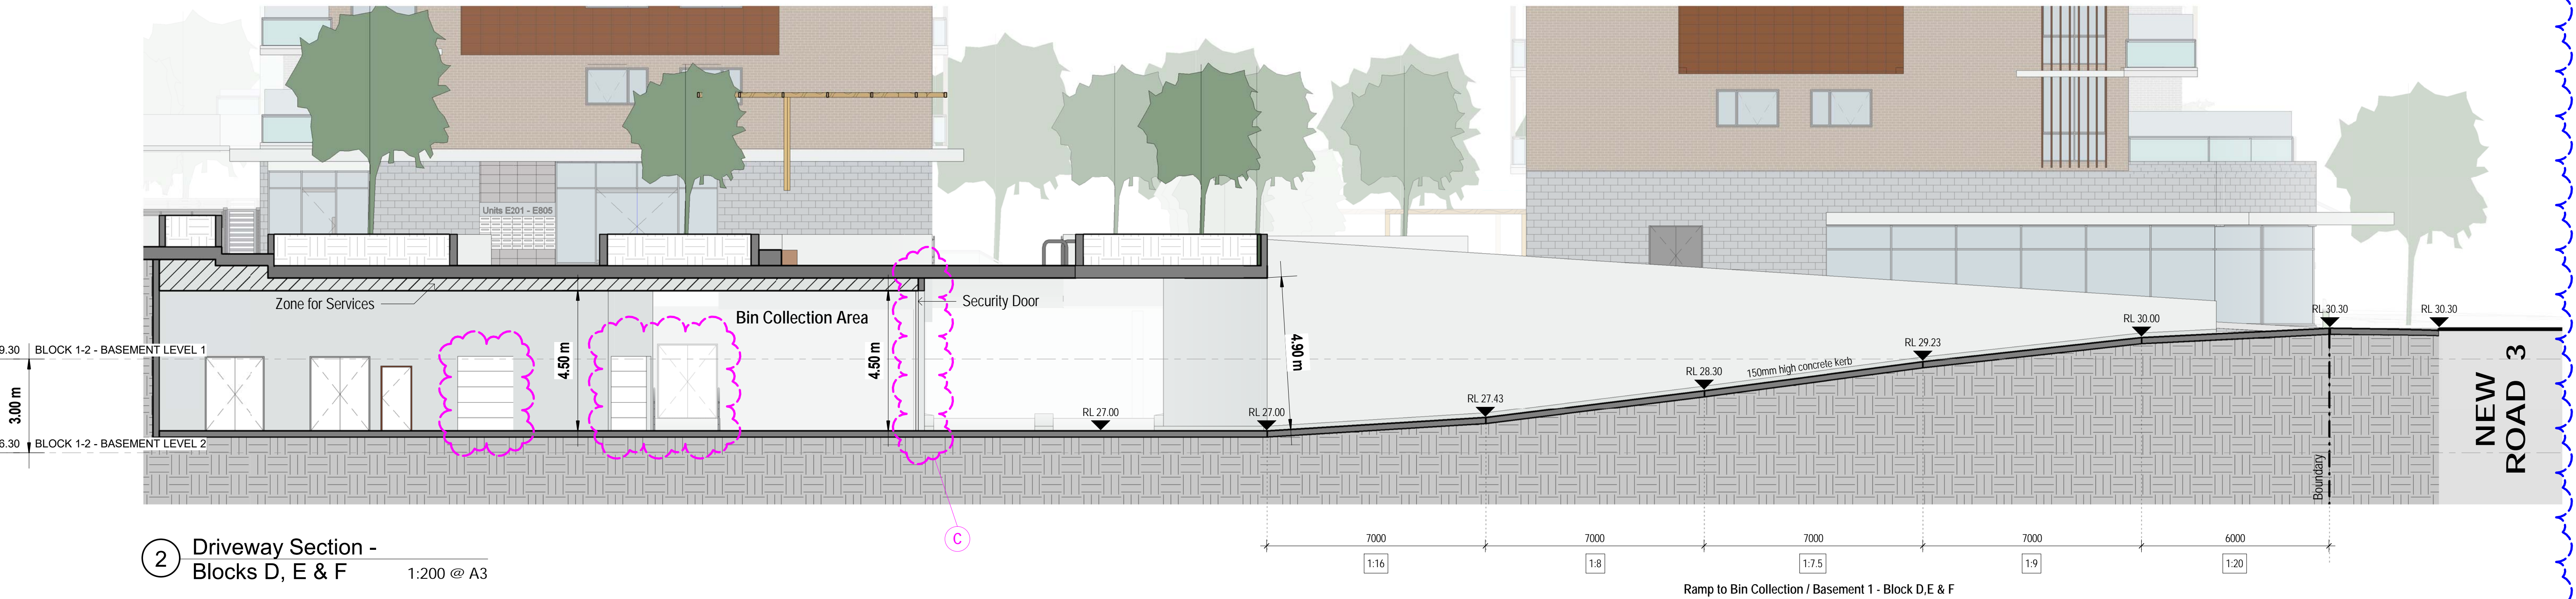 Units E201 - E805
Zone for Services
Security Door
Bin Collection Area
4.50 m
4.50 m
4.90 m
9.30 BLOCK 1-2 - BASEMENT LEVEL 1
3.00 m
6.30 BLOCK 1-2 - BASEMENT LEVEL 2
RL 27.00
RL 27.00
RL 27.43
RL 28.30
150mm high concrete kerb
RL 29.23
RL 30.00
RL 30.30
RL 30.30
Boundary
NEW
ROAD 3
C
2
Driveway Section -
Blocks D, E & F
1:200 @ A3
7000 7000 7000 7000 6000
1:16 1:8 1:7.5 1:9 1:20
Ramp to Bin Collection / Basement 1 - Block D,E & F